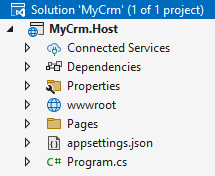 Solution 'MyCrm' (1 of 1 project)
MyCrm.Host
Connected Services
Dependencies
Properties
wwwroot
Pages
appsettings.json
C# Program.cs